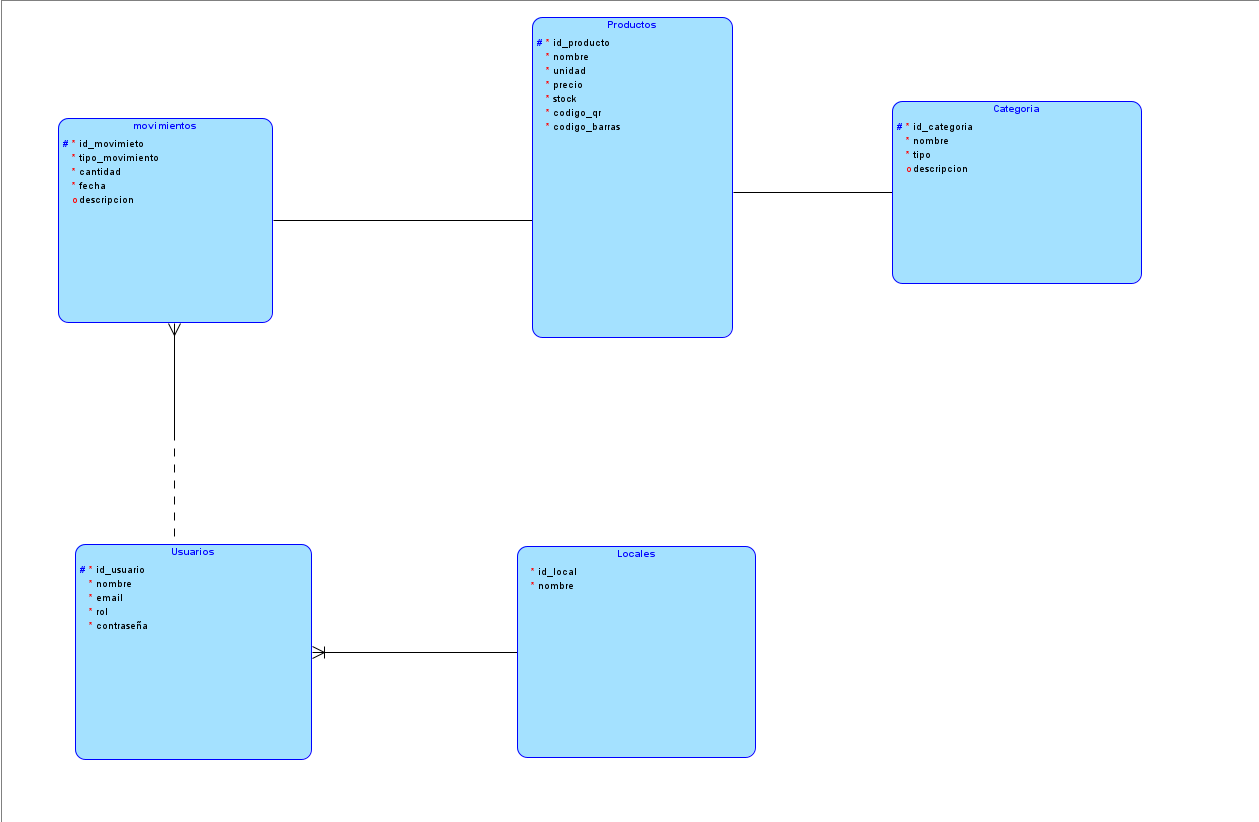 Productos
# * id_producto
* nombre
* unidad
* precio
* stock
* codigo_qr
* codigo_barras
Categoria
# * id_categoria
* nombre
* tipo
o descripcion
movimientos
# * id_movimieto
* tipo_movimiento
* cantidad
* fecha
o descripcion
Usuarios
# * id_usuario
* nombre
* email
* rol
* contraseña
Locales
* id_local
* nombre